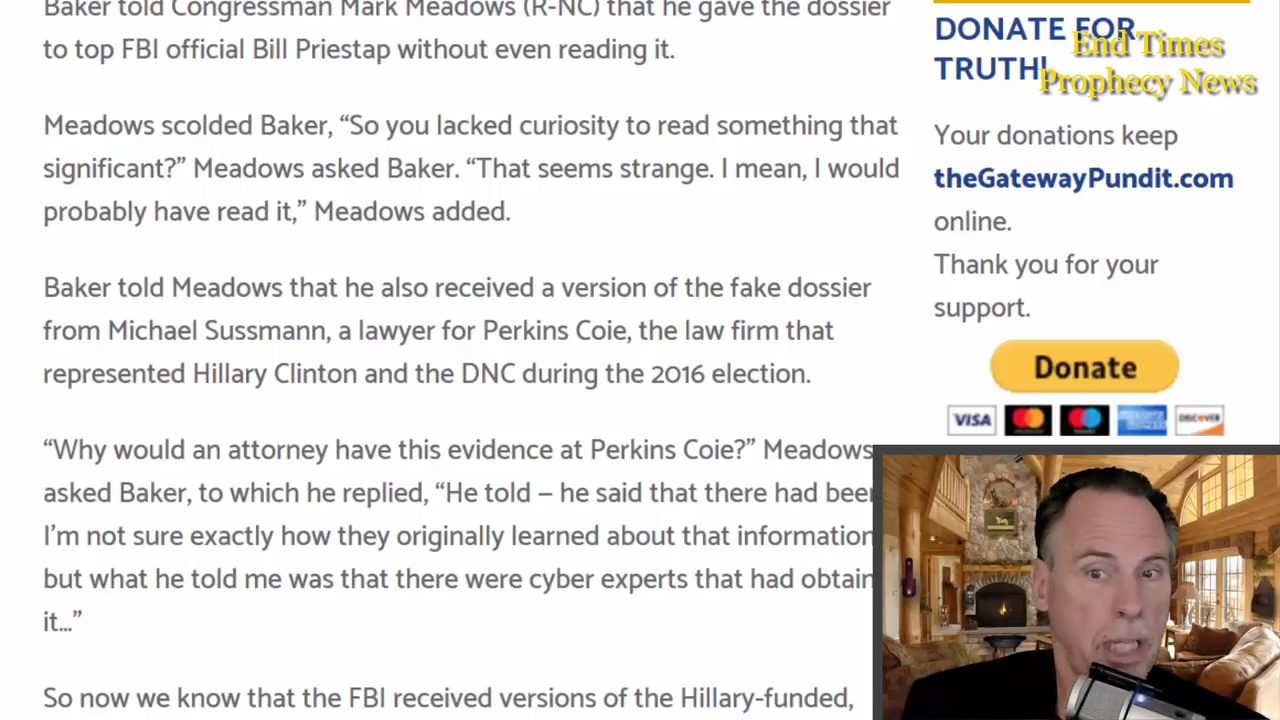 Baker told Congressman Mark Meadows (R-NC) that he gave the dossier
to top FBI official Bill Priestap without even reading it.
Meadows scolded Baker, “So you lacked curiosity to read something that
significant?” Meadows asked Baker. “That seems strange. I mean, I would
probably have read it,” Meadows added.
Baker told Meadows that he also received a version of the fake dossier
from Michael Sussmann, a lawyer for Perkins Coie, the law firm that
represented Hillary Clinton and the DNC during the 2016 election.
“Why would an attorney have this evidence at Perkins Coie?” Meadows
asked Baker, to which he replied, “He told – he said that there had been
I’m not sure exactly how they originally learned about that information
but what he told me was that there were cyber experts that had obtain
it…”
So now we know that the FBI received versions of the Hillary-funded,
DONATE FOR
TRUTH!
End Times
Prophecy News
Your donations keep
theGatewayPundit.com
online.
Thank you for your
support.
Donate
VISA
DISCOVER